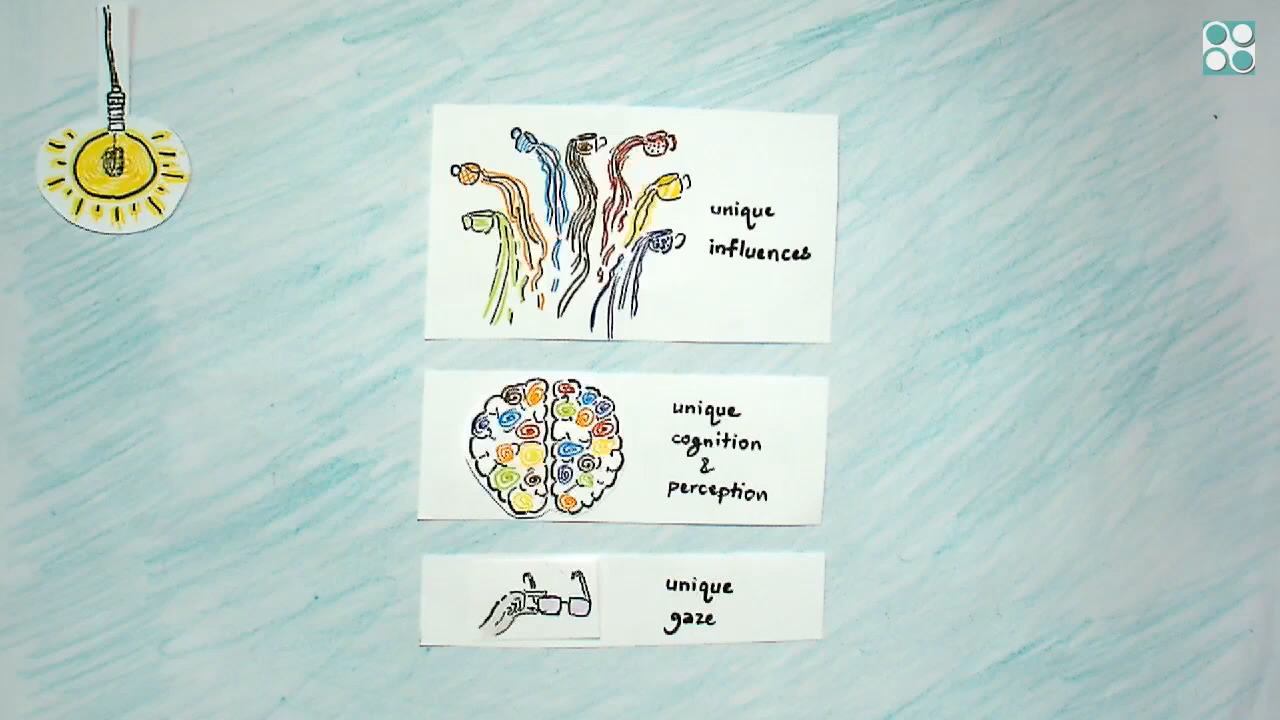 unique
influences
unique
cognition
&
perception
unique
gaze